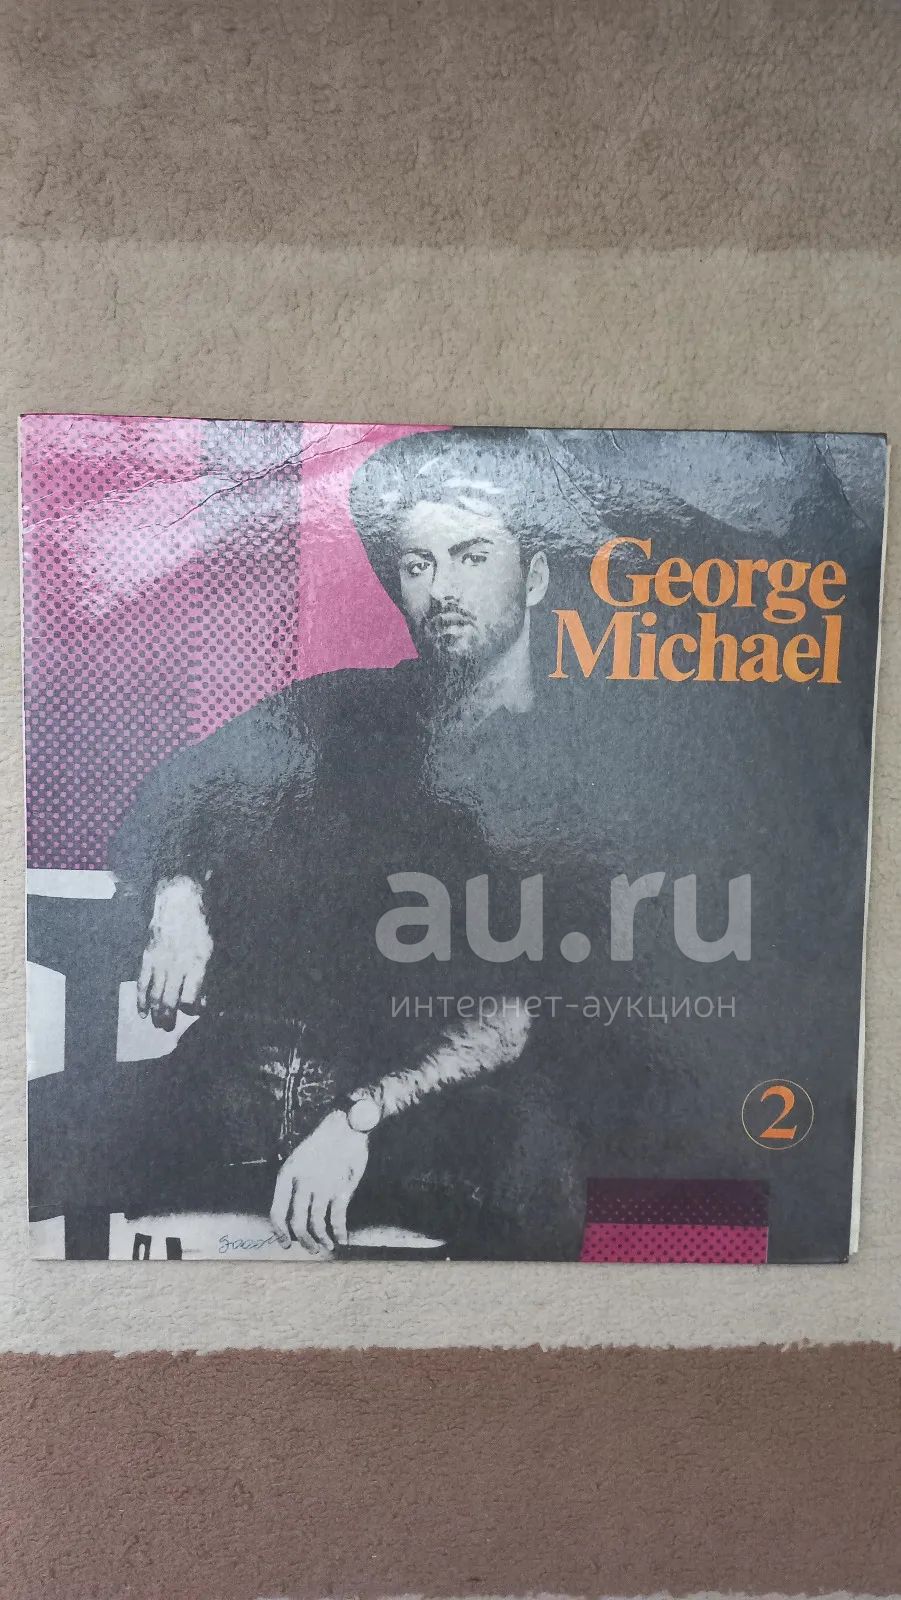 George
Michael
au.ru
интернет-аукцион
2